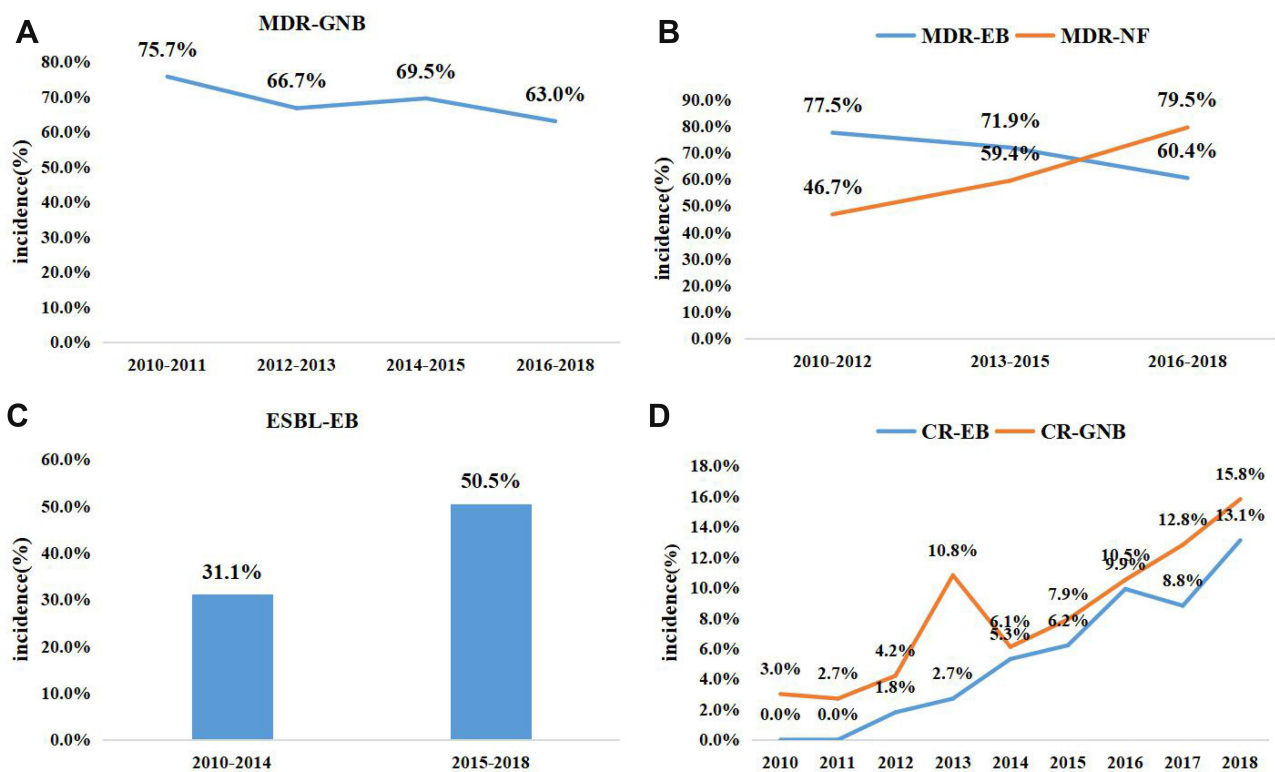 A
MDR-GNB
incidence(%)
80.0%
70.0%
60.0%
50.0%
40.0%
30.0%
20.0%
10.0%
0.0%
75.7%
66.7%
69.5%
63.0%
2010-2011 2012-2013 2014-2015 2016-2018
B
MDR-EB MDR-NF
incidence(%)
90.0%
80.0%
70.0%
60.0%
50.0%
40.0%
30.0%
20.0%
10.0%
0.0%
77.5%
71.9%
79.5%
46.7%
59.4%
60.4%
2010-2012 2013-2015 2016-2018
C
ESBL-EB
incidence(%)
60.0%
50.0%
40.0%
30.0%
20.0%
10.0%
0.0%
31.1%
50.5%
2010-2014 2015-2018
D
CR-EB CR-GNB
incidence(%)
18.0%
16.0%
14.0%
12.0%
10.0%
8.0%
6.0%
4.0%
2.0%
0.0%
3.0% 2.7% 4.2% 10.8% 6.1% 7.9% 10.5% 12.8% 15.8%
0.0% 0.0% 1.8% 2.7% 5.3% 6.2% 9.9% 8.8% 13.1%
2010 2011 2012 2013 2014 2015 2016 2017 2018